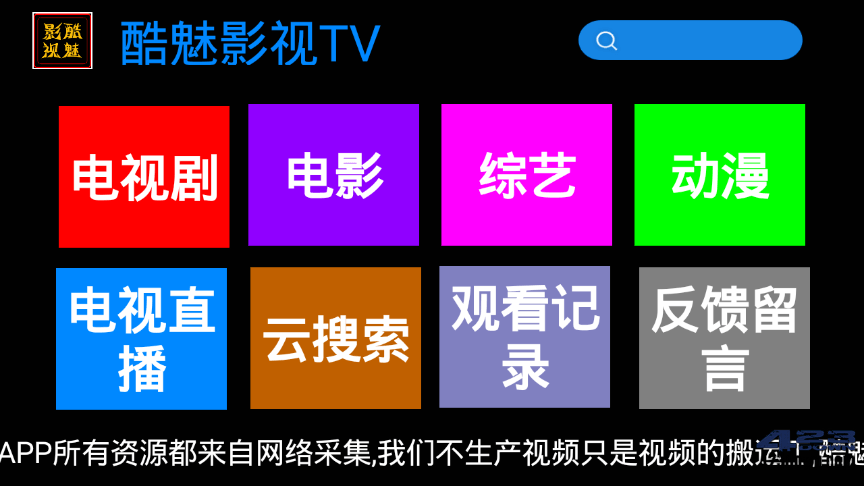 影酷
视魅
酷魅影视TV
电视剧
电影
综艺
动漫
电视直
播
云搜索
观看记
录
反馈留
言
APP所有资源都来自网络采集,我们不生产视频只是视频的搬运工 酷魅
423